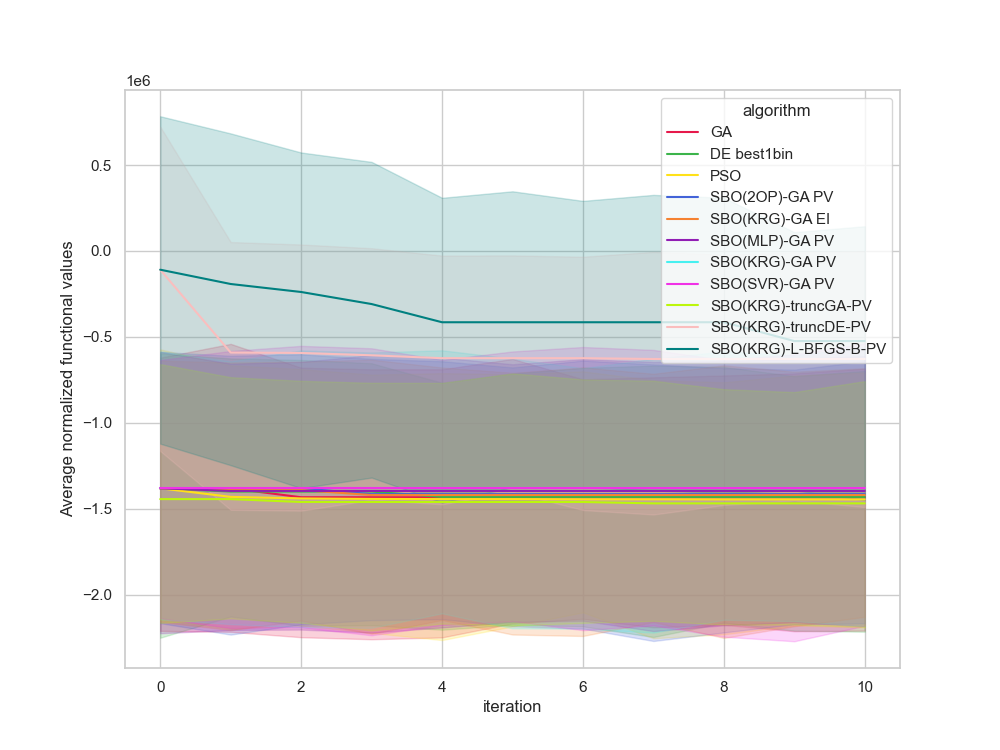 1e6
0.5
0.0
−0.5
−1.0
−1.5
−2.0
Average normalized functional values
0 2 4 6 8 10
iteration
algorithm
GA
DE best1bin
PSO
SBO(2OP)-GA PV
SBO(KRG)-GA EI
SBO(MLP)-GA PV
SBO(KRG)-GA PV
SBO(SVR)-GA PV
SBO(KRG)-truncGA-PV
SBO(KRG)-truncDE-PV
SBO(KRG)-L-BFGS-B-PV